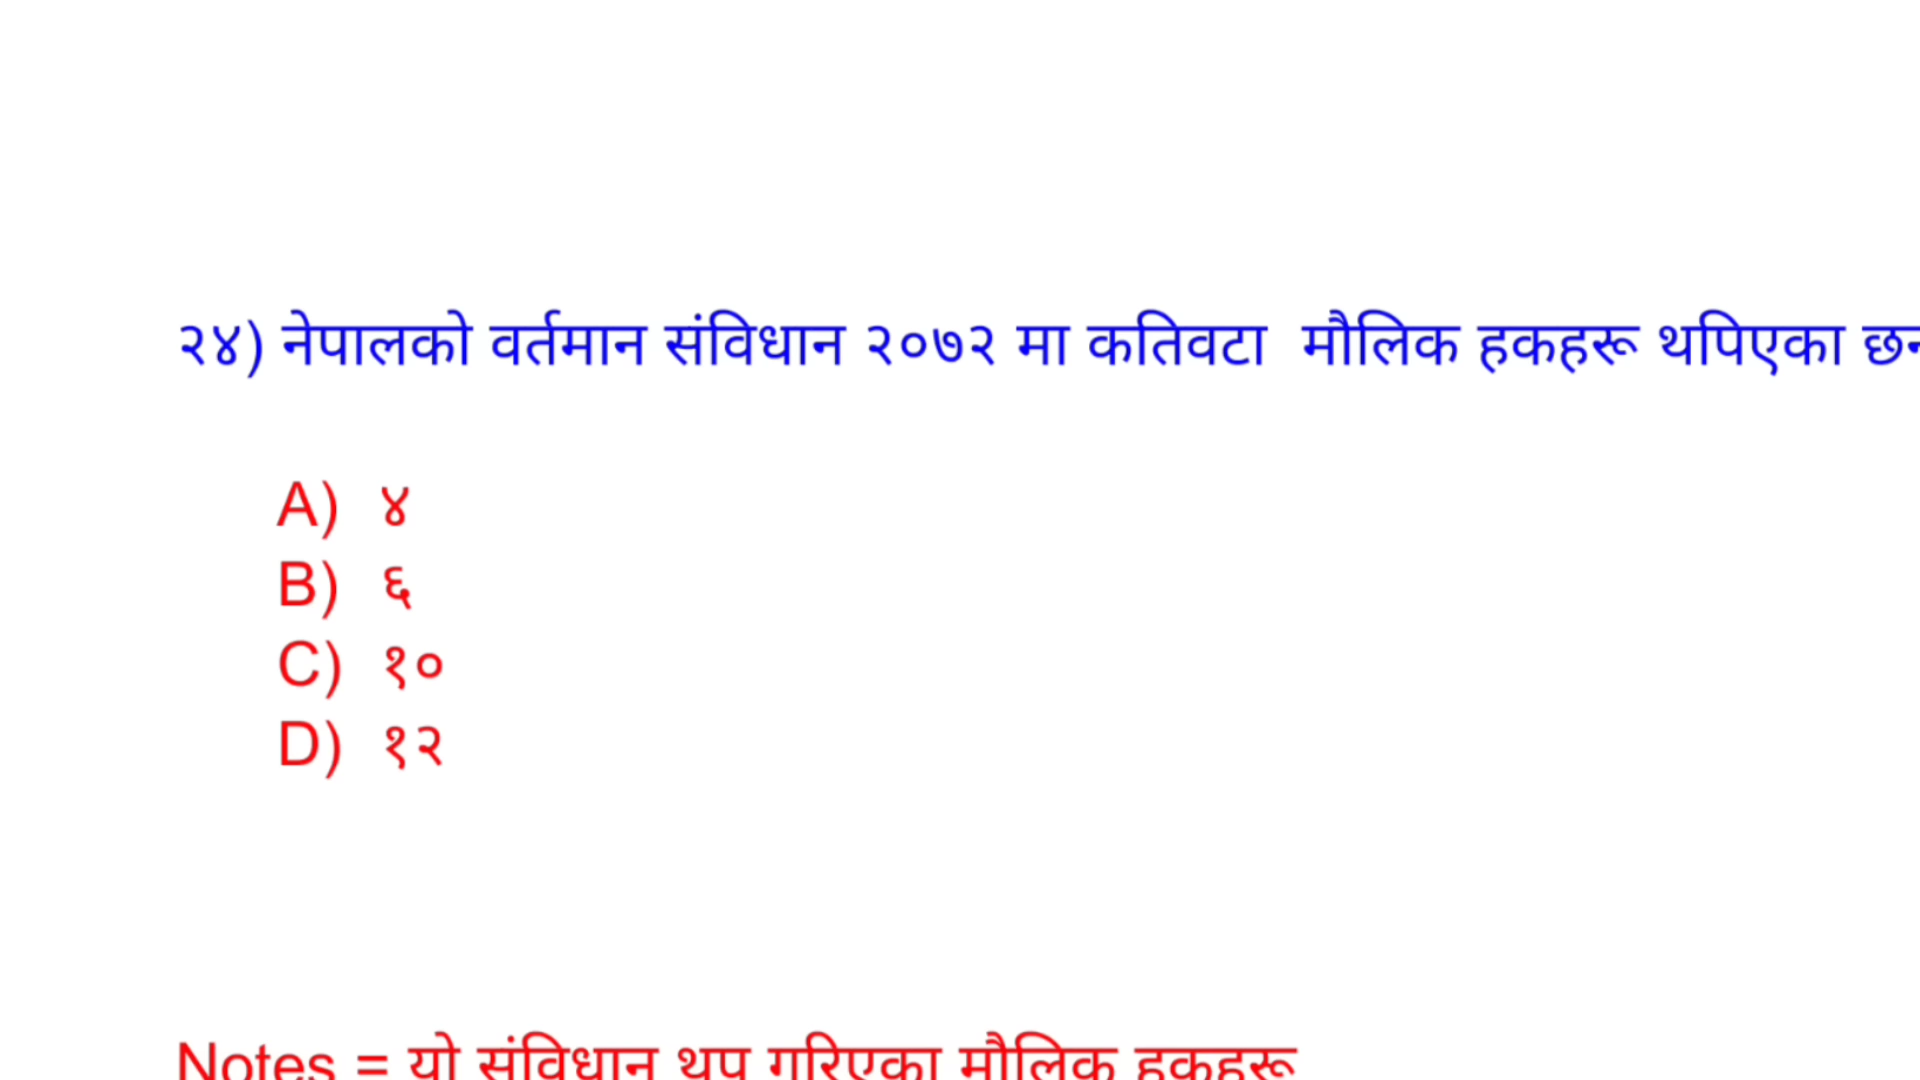 २४) नेपालको वर्तमान संविधान २०७२ मा कतिवटा मौलिक हकहरू थपिएका
A) ४
B) ६
C) १०
D) १२
Notes = यो संविधान थप गरिएका मौलिक हकहरू